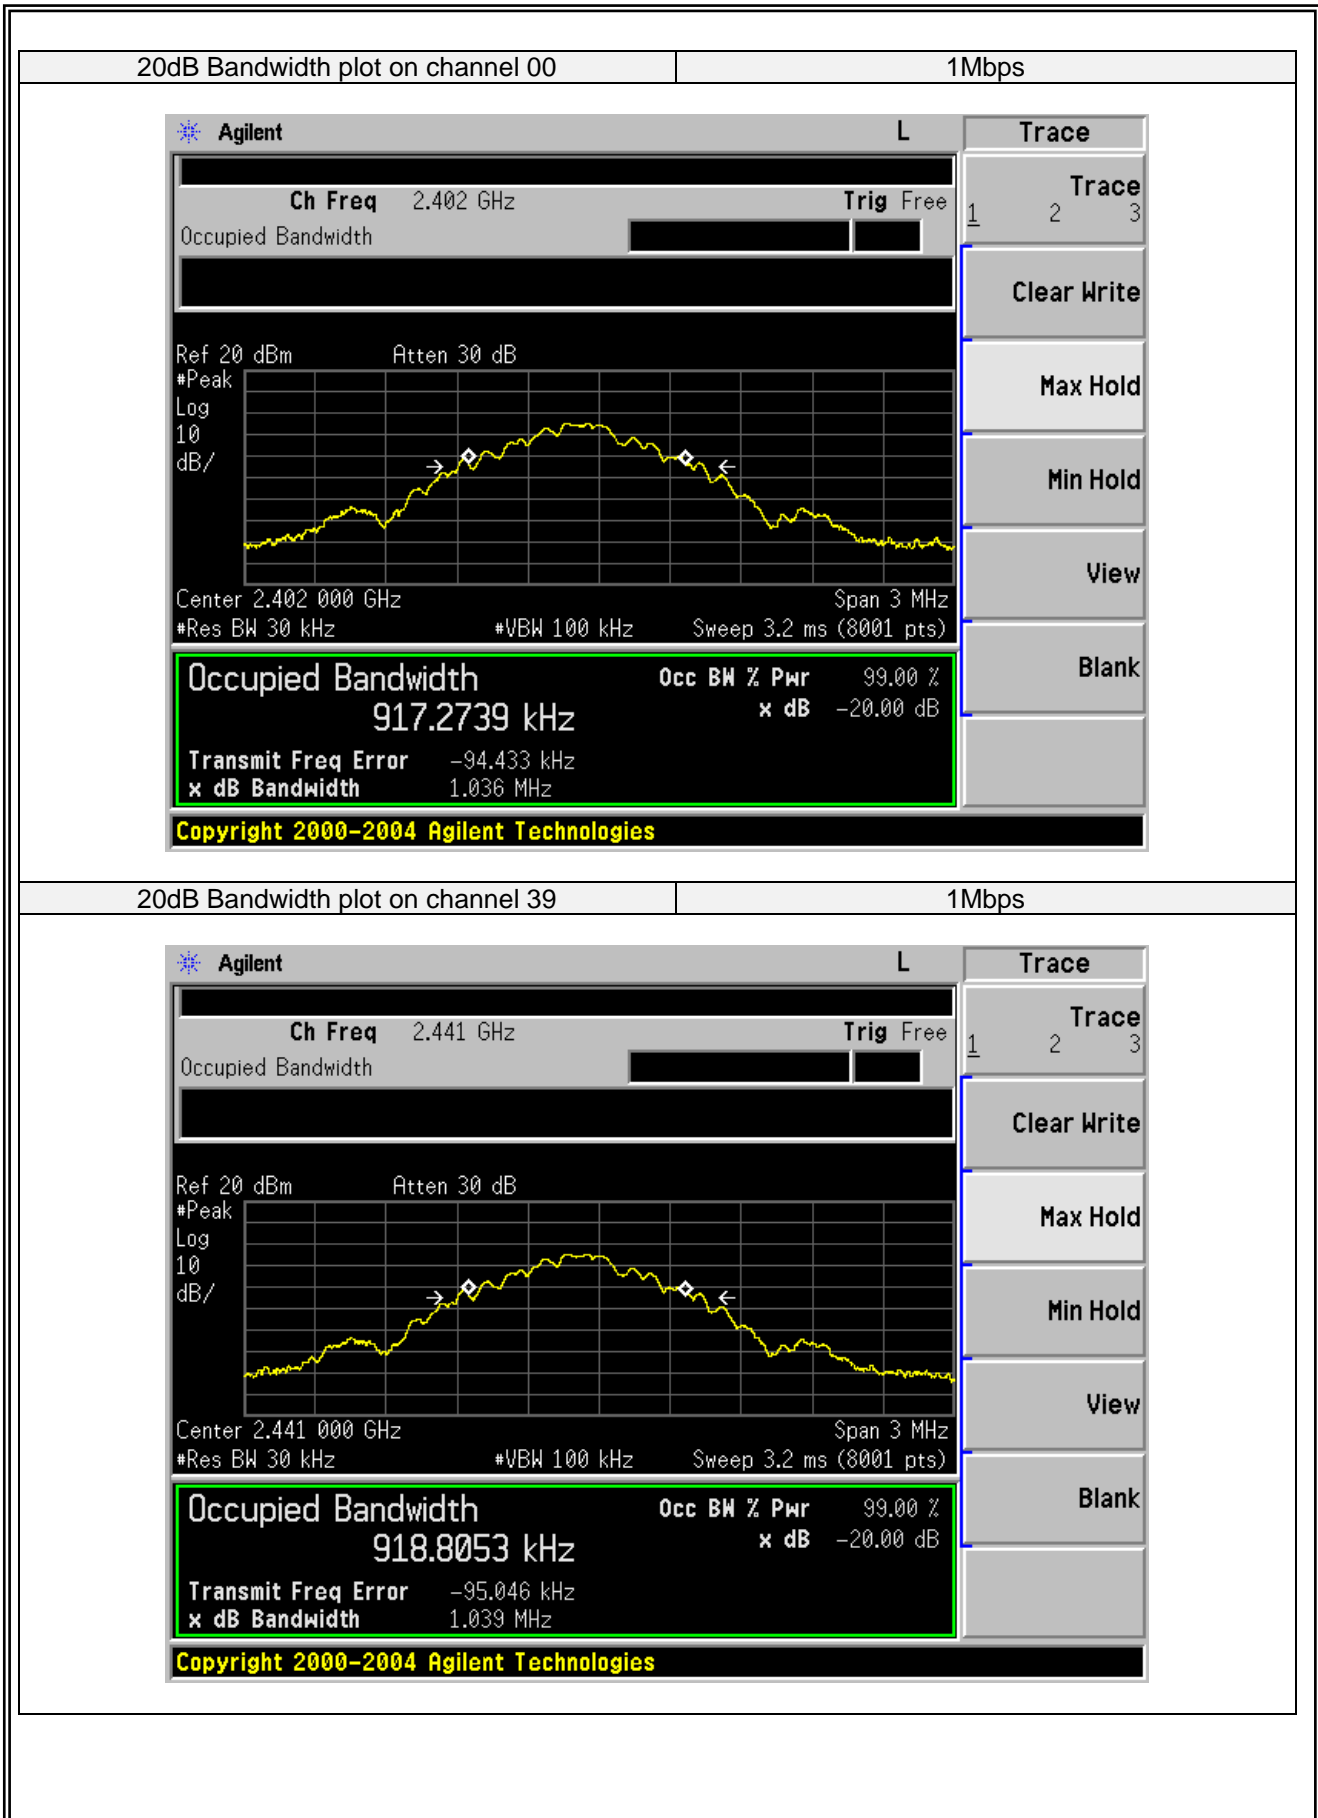 20dB Bandwidth plot on channel 00 1Mbps
Agilent L Trace
Ch Freq 2.402 GHz Trig Free
Trace
1 2 3
Occupied Bandwidth
Clear Write
Ref 20 dBm Atten 30 dB
#Peak
Log
10
dB/
Max Hold
Min Hold
View
Center 2.402 000 GHz Span 3 MHz
#Res BW 30 kHz #VBW 100 kHz Sweep 3.2 ms (8001 pts)
Blank
Occupied Bandwidth Occ BW % Pwr 99.00 %
917.2739 kHz x dB -20.00 dB
Transmit Freq Error -94.433 kHz
x dB Bandwidth 1.036 MHz
Copyright 2000-2004 Agilent Technologies
20dB Bandwidth plot on channel 39 1Mbps
Agilent L Trace
Ch Freq 2.441 GHz Trig Free
Trace
1 2 3
Occupied Bandwidth
Clear Write
Ref 20 dBm Atten 30 dB
#Peak
Log
10
dB/
Max Hold
Min Hold
View
Center 2.441 000 GHz Span 3 MHz
#Res BW 30 kHz #VBW 100 kHz Sweep 3.2 ms (8001 pts)
Blank
Occupied Bandwidth Occ BW % Pwr 99.00 %
918.8053 kHz x dB -20.00 dB
Transmit Freq Error -95.046 kHz
x dB Bandwidth 1.039 MHz
Copyright 2000-2004 Agilent Technologies